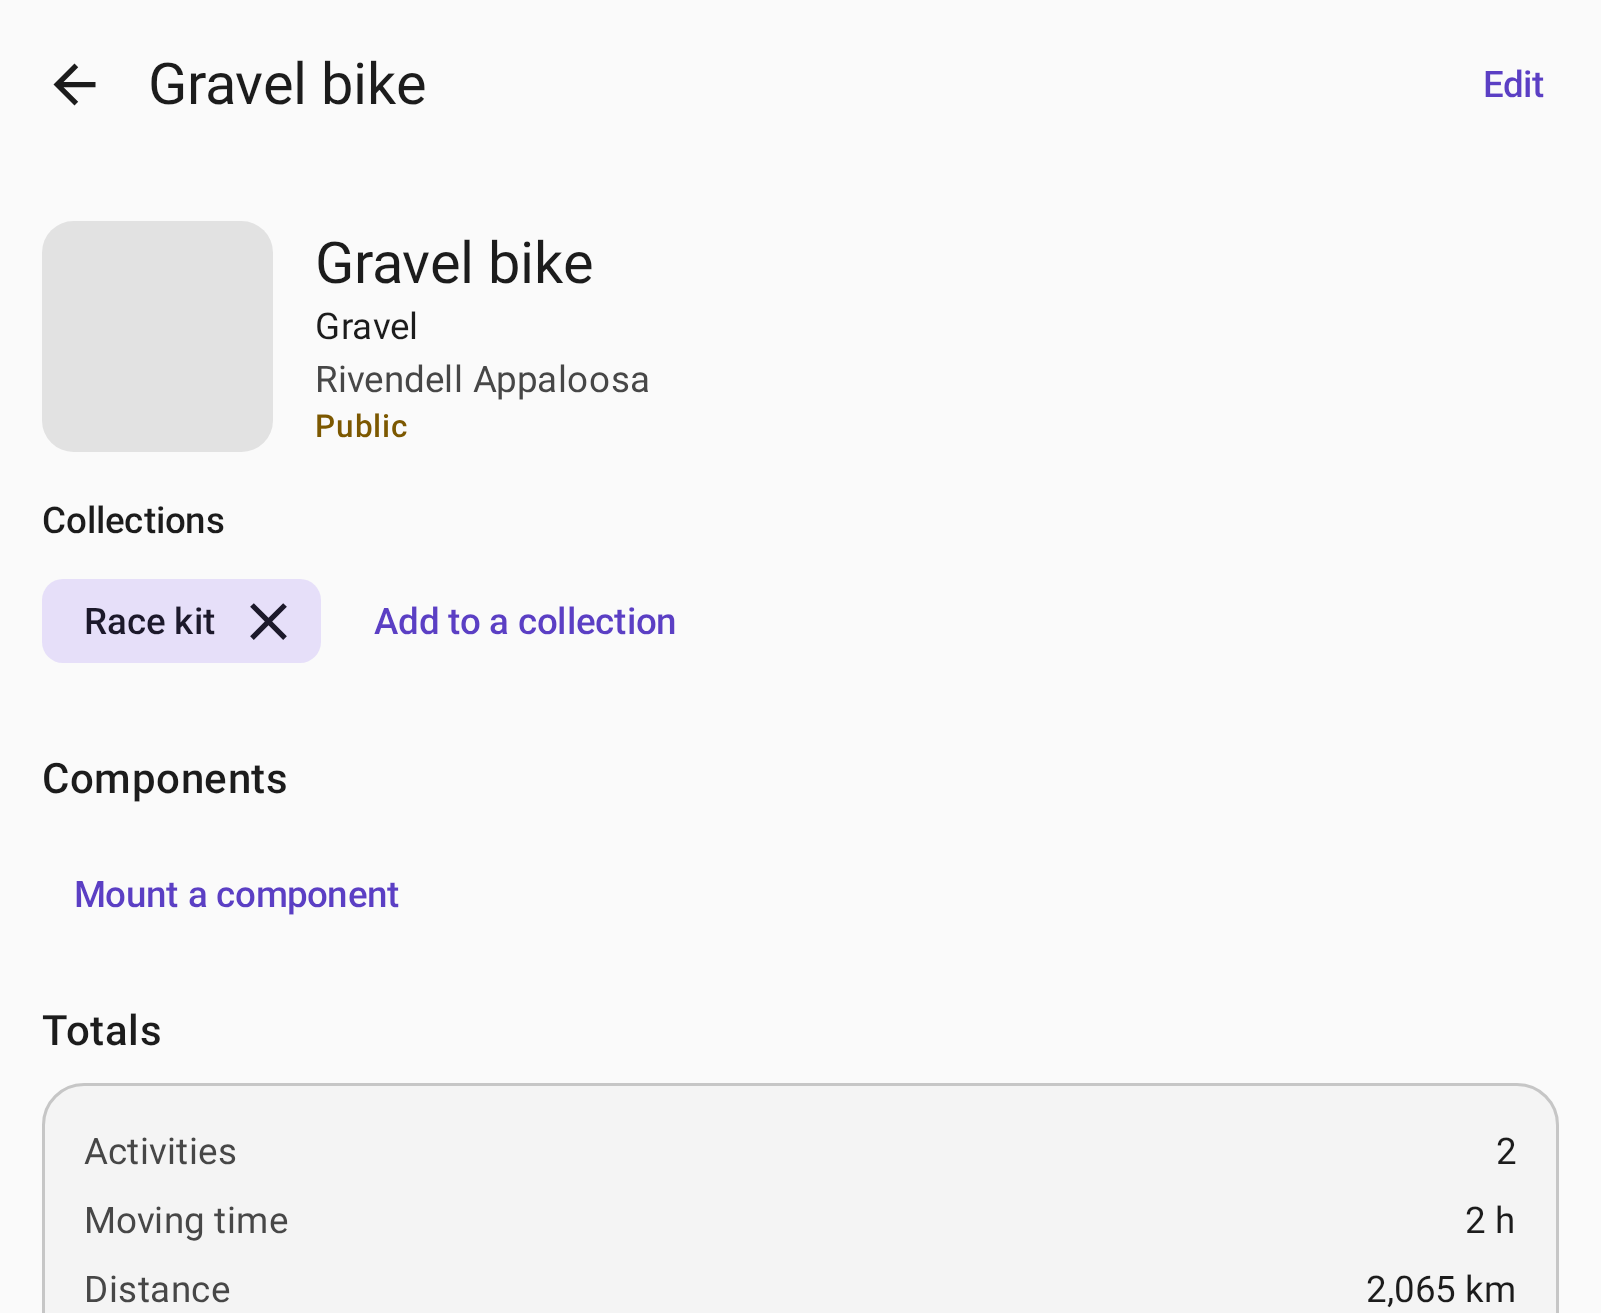 Gravel bike
Edit
Gravel bike
Gravel
Rivendell Appaloosa
Public
Collections
Race kit
Add to a collection
Components
Mount a component
Totals
Activities 2
Moving time 2 h
Distance 2,065 km